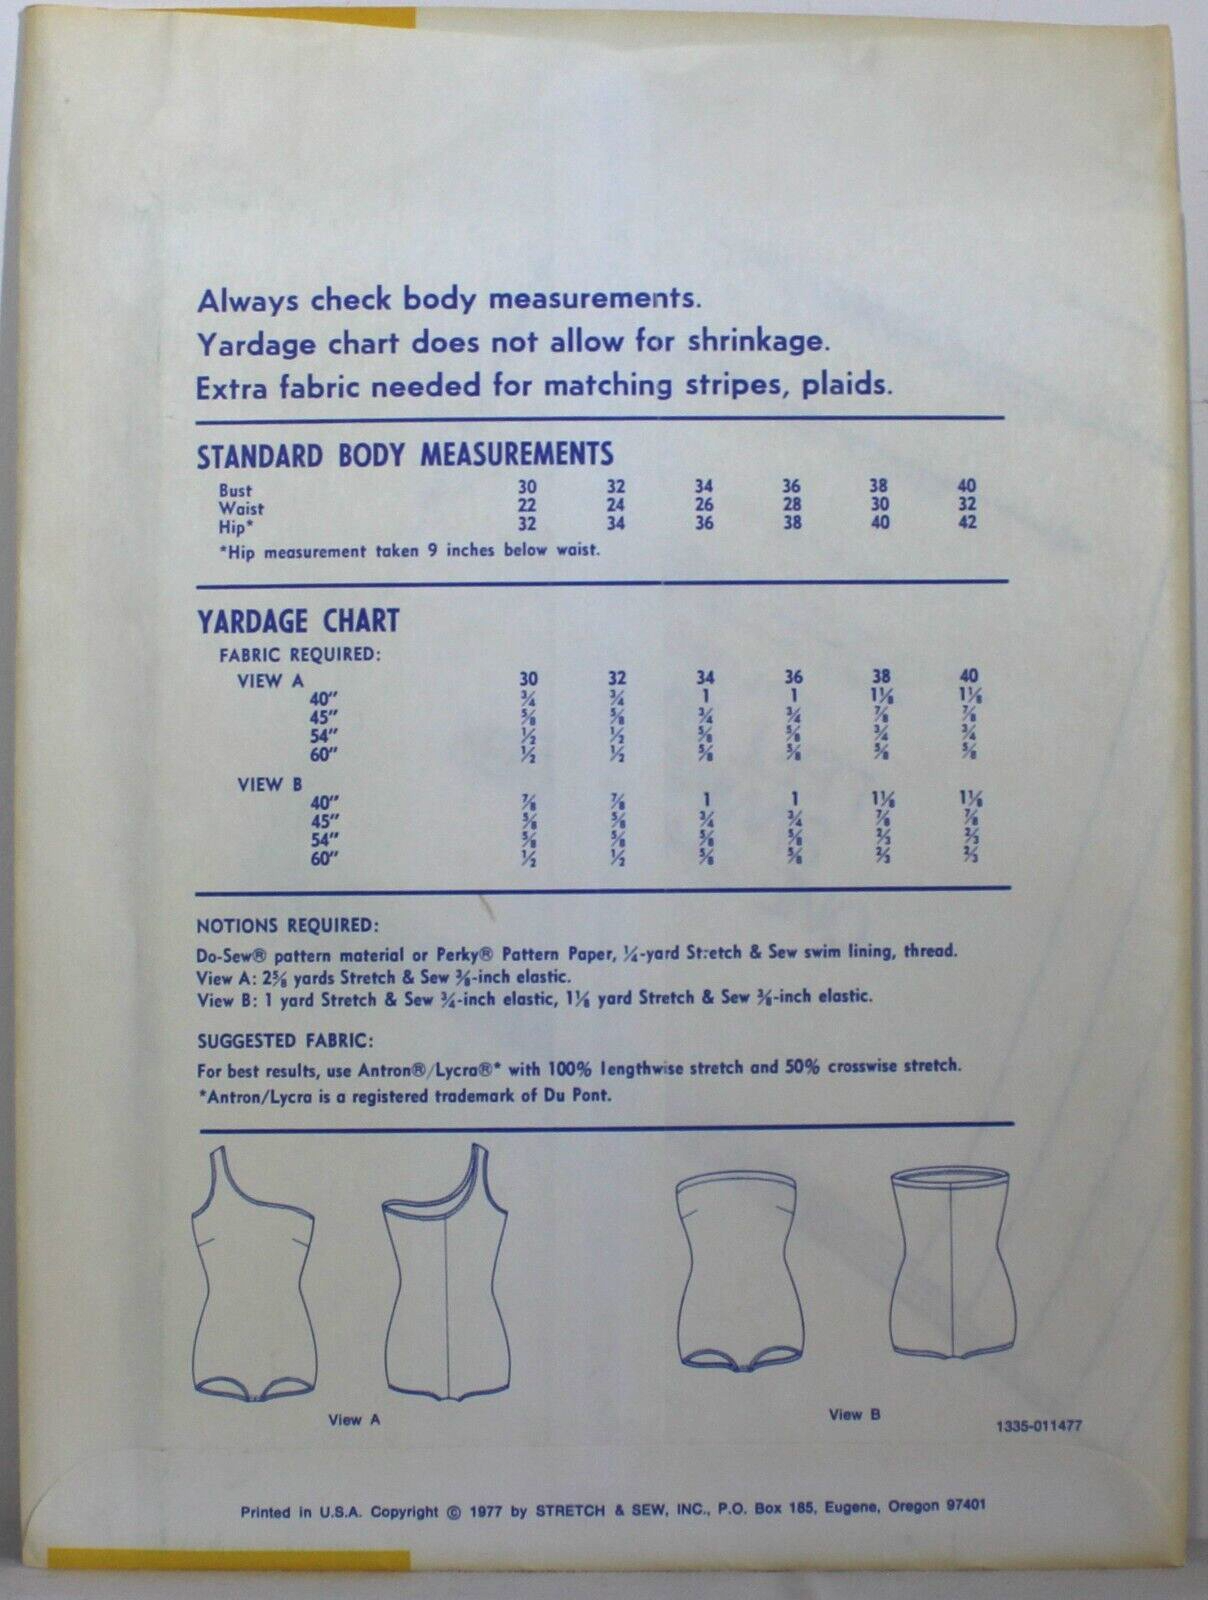 Always check body measurements.
Yardage chart does not allow for shrinkage.
Extra fabric needed for matching stripes, plaids.
STANDARD BODY MEASUREMENTS
Bust 30 32 34 36 38 40
Waist 22 24 26 28 30 32
Hip* 32 34 36 38 40 42
*Hip measurement taken 9 inches below waist.
YARDAGE CHART
FABRIC REQUIRED:
VIEW A 30 32 34 36 38 40
40" ¾ ¾ 1 1 1⅛ 1⅛
45" ⅝ ⅝ ¾ ¾ ⅞ ⅞
54" ½ ½ ⅝ ⅝ ¾ ¾
60" ½ ½ ⅝ ⅝ ⅝ ⅝
VIEW B
40" ⅞ ⅞ 1 1 1⅛ 1⅛
45" ⅝ ⅝ ¾ ¾ ⅞ ⅞
54" ⅝ ⅝ ⅝ ⅝ ⅔ ⅔
60" ½ ½ ⅝ ⅝ ⅔ ⅔
NOTIONS REQUIRED:
Do-Sew® pattern material or Perky® Pattern Paper, ¼-yard Stretch & Sew swim lining, thread.
View A: 2⅝ yards Stretch & Sew ⅜-inch elastic.
View B: 1 yard Stretch & Sew ¾-inch elastic, 1⅛ yard Stretch & Sew ⅜-inch elastic.
SUGGESTED FABRIC:
For best results, use Antron®/Lycra®* with 100% lengthwise stretch and 50% crosswise stretch.
*Antron/Lycra is a registered trademark of Du Pont.
View A
View B
1335-011477
Printed in U.S.A. Copyright © 1977 by STRETCH & SEW, INC., P.O. Box 185, Eugene, Oregon 97401